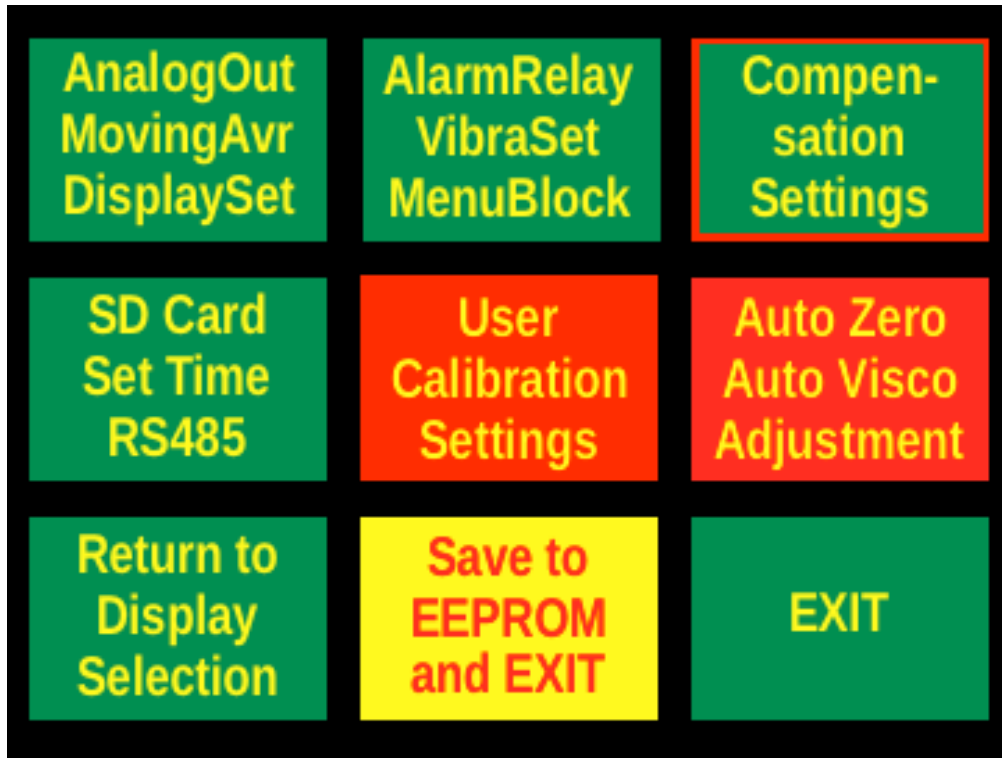 AnalogOut
MovingAvr
DisplaySet
AlarmRelay
VibraSet
MenuBlock
Compen-
sation
Settings
SD Card
Set Time
RS485
User
Calibration
Settings
Auto Zero
Auto Visco
Adjustment
Return to
Display
Selection
Save to
EEPROM
and EXIT
EXIT